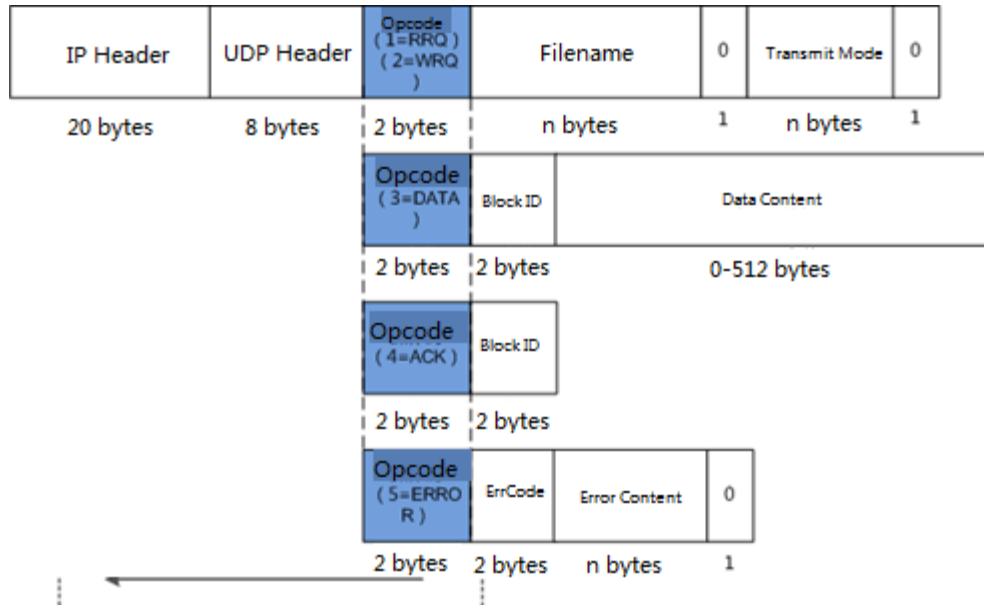 IP Header
UDP Header
Opcode
(1=RRQ)
(2=WRQ
)
Filename
0
Transmit Mode
0
20 bytes
8 bytes
2 bytes
n bytes
1
n bytes
1
Opcode
(3=DATA
)
Block ID
Data Content
2 bytes
2 bytes
0-512 bytes
Opcode
(4=ACK)
Block ID
2 bytes
2 bytes
Opcode
(5=ERRO
R)
ErrCode
Error Content
0
2 bytes
2 bytes
n bytes
1